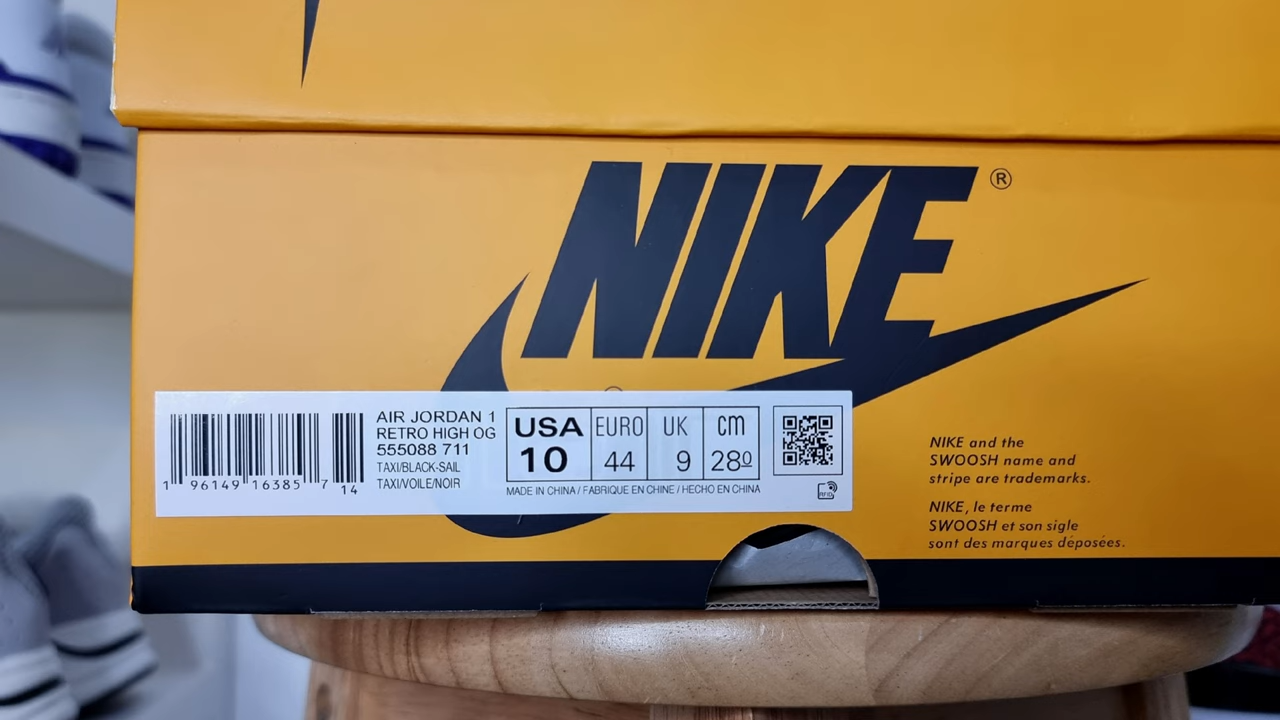 NIKE®
AIR JORDAN 1
RETRO HIGH OG
555088 711
TAXI/BLACK-SAIL
TAXI/VOILE/NOIR
1 96149 16385 7 14
USA EURO UK cm
10 44 9 280
MADE IN CHINA / FABRIQUE EN CHINE / HECHO EN CHINA
RFID
NIKE and the
SWOOSH name and
stripe are trademarks.
NIKE, le terme
SWOOSH et son sigle
sont des marques déposées.